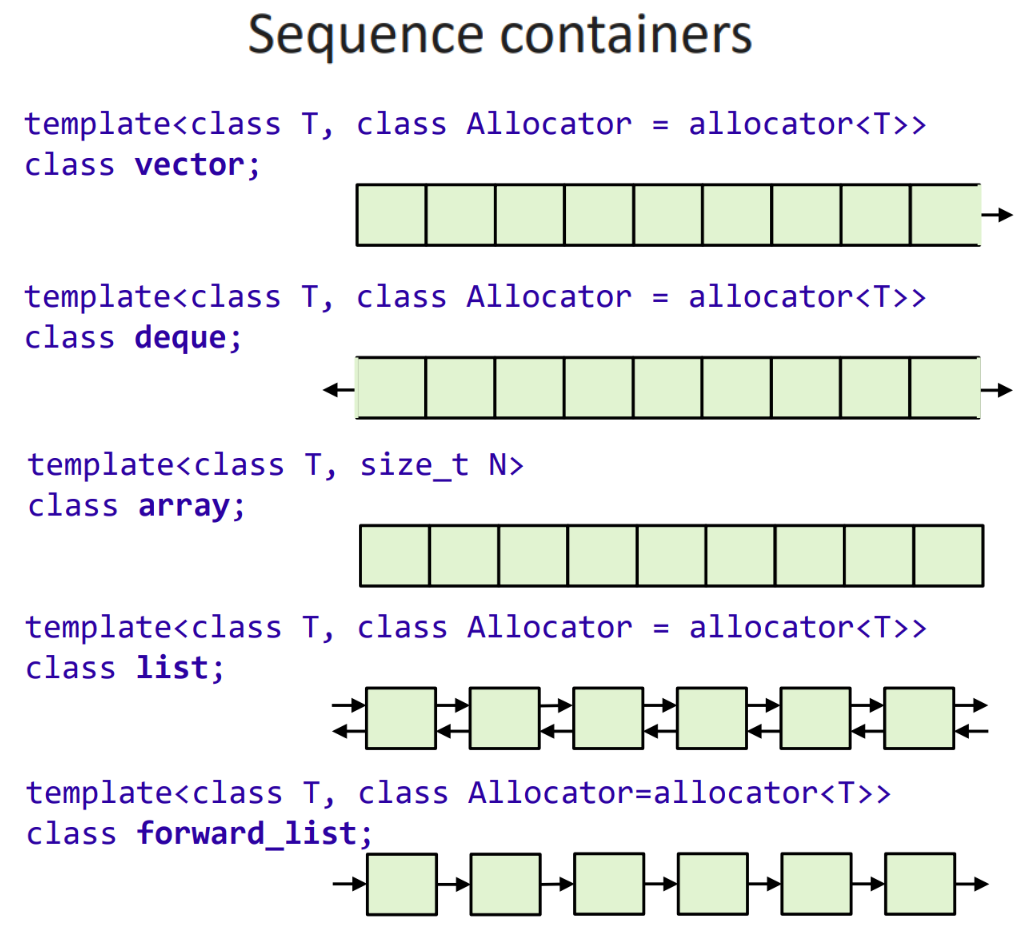 Sequence containers
template<class T, class Allocator = allocator<T>>
class vector;
template<class T, class Allocator = allocator<T>>
class deque;
template<class T, size_t N>
class array;
template<class T, class Allocator = allocator<T>>
class list;
template<class T, class Allocator=allocator<T>>
class forward_list;